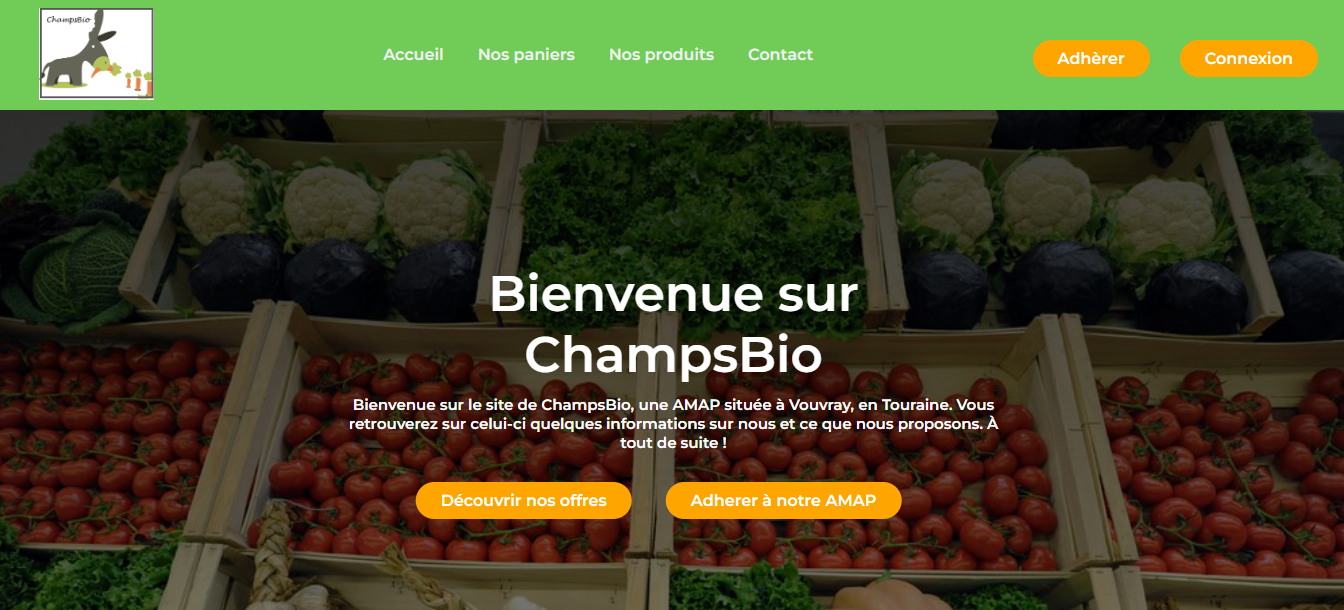 ChampsBio
Accueil
Nos paniers
Nos produits
Contact
Adhèrer
Connexion
Bienvenue sur
ChampsBio
Bienvenue sur le site de ChampsBio, une AMAP située à Vouvray, en Touraine. Vous
retrouverez sur celui-ci quelques informations sur nous et ce que nous proposons. À
tout de suite !
Découvrir nos offres
Adherer à notre AMAP